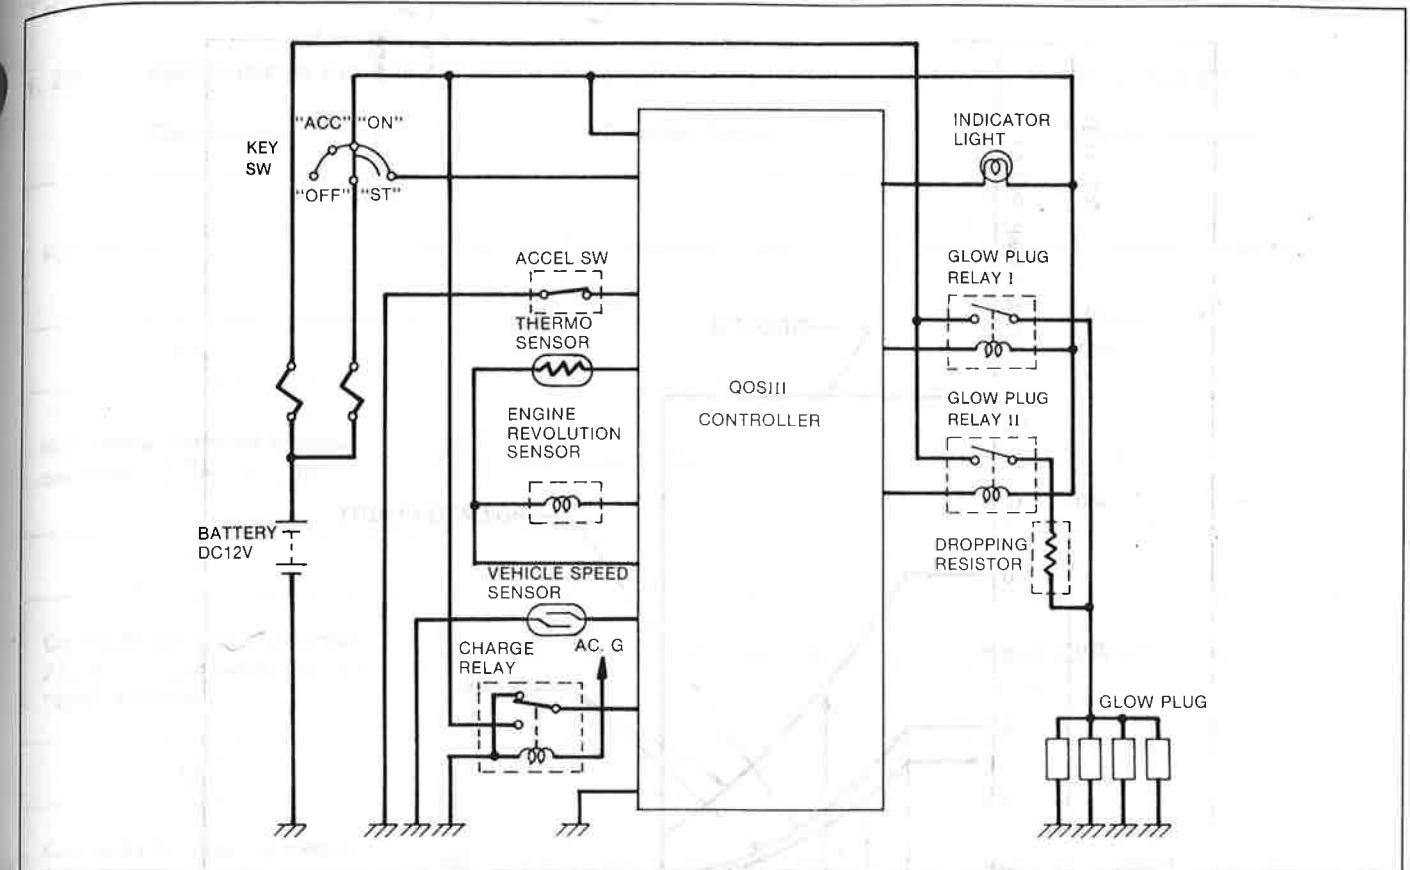 "ACC" "ON"
KEY
SW
"OFF" "ST"
INDICATOR
LIGHT
ACCEL SW
GLOW PLUG
RELAY I
THERMO
SENSOR
QOSIII
CONTROLLER
GLOW PLUG
RELAY II
ENGINE
REVOLUTION
SENSOR
BATTERY
DC12V
DROPPING
RESISTOR
VEHICLE SPEED
SENSOR
CHARGE
RELAY
AC. G
GLOW PLUG